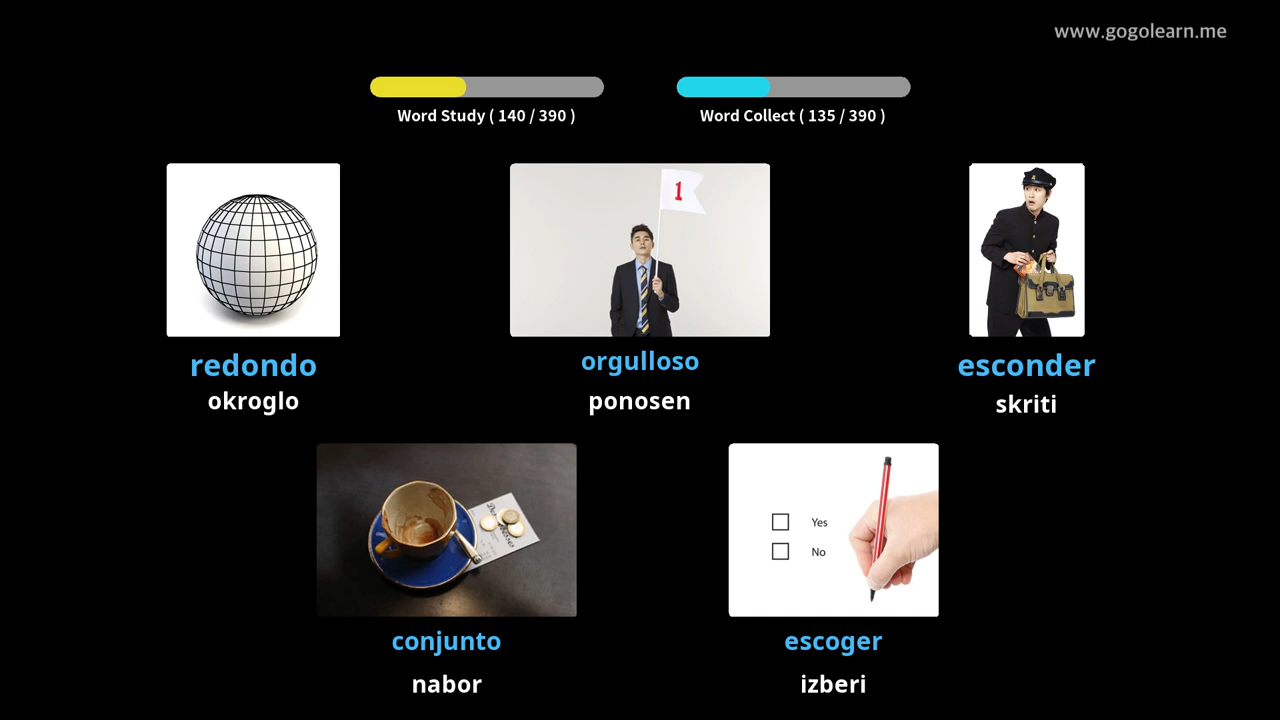 www.gogolearn.me
Word Study ( 140 / 390 )
Word Collect ( 135 / 390 )
1
redondo
okroglo
orgulloso
ponosen
esconder
skriti
Yes
No
conjunto
nabor
escoger
izberi